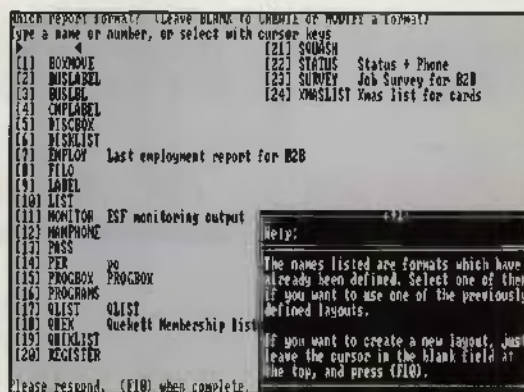 Which report format? (Leave BLANK to CREATE or MODIFY a format)
Type a name or number, or select with cursor keys
[1] BOXMOVE
[2] BUSLABEL
[3] BUSLBL
[4] CMPLABEL
[5] DISCBOX
[6] DISKLIST
[7] EMPLOY Last employment report for B2B
[8] FILO
[9] LABEL
[10] LIST
[11] MONITOR ESF monitoring output
[12] NAMPHONE
[13] PASS
[14] PER po
[15] PROGBOX PROGBOX
[16] PROGRAMS
[17] QLIST QLIST
[18] QUEK Quekett Membership list
[19] QUIXLIST
[20] REGISTER
[21] SQUASH
[22] STATUS Status + Phone
[23] SURVEY Job Survey for B2B
[24] XMASLIST Xmas list for cards
Help:
The names listed are formats which have
already been defined. Select one of them
if you want to use one of the previously
defined layouts.
If you want to create a new layout, just
leave the cursor in the blank field at
the top, and press (F10).
Please respond. (F10) when complete.